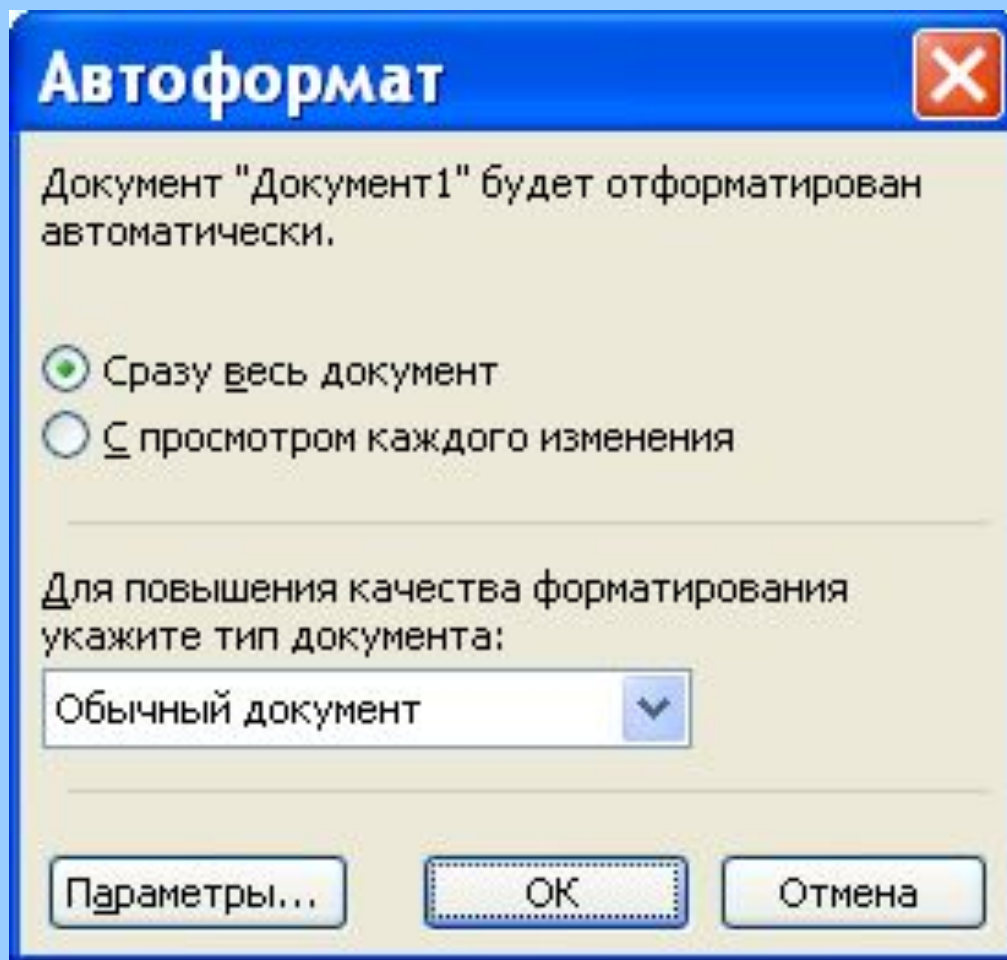 Автоформат
Документ "Документ1" будет отформатирован
автоматически.
Сразу весь документ
С просмотром каждого изменения
Для повышения качества форматирования
укажите тип документа:
Обычный документ
Параметры... ОК Отмена